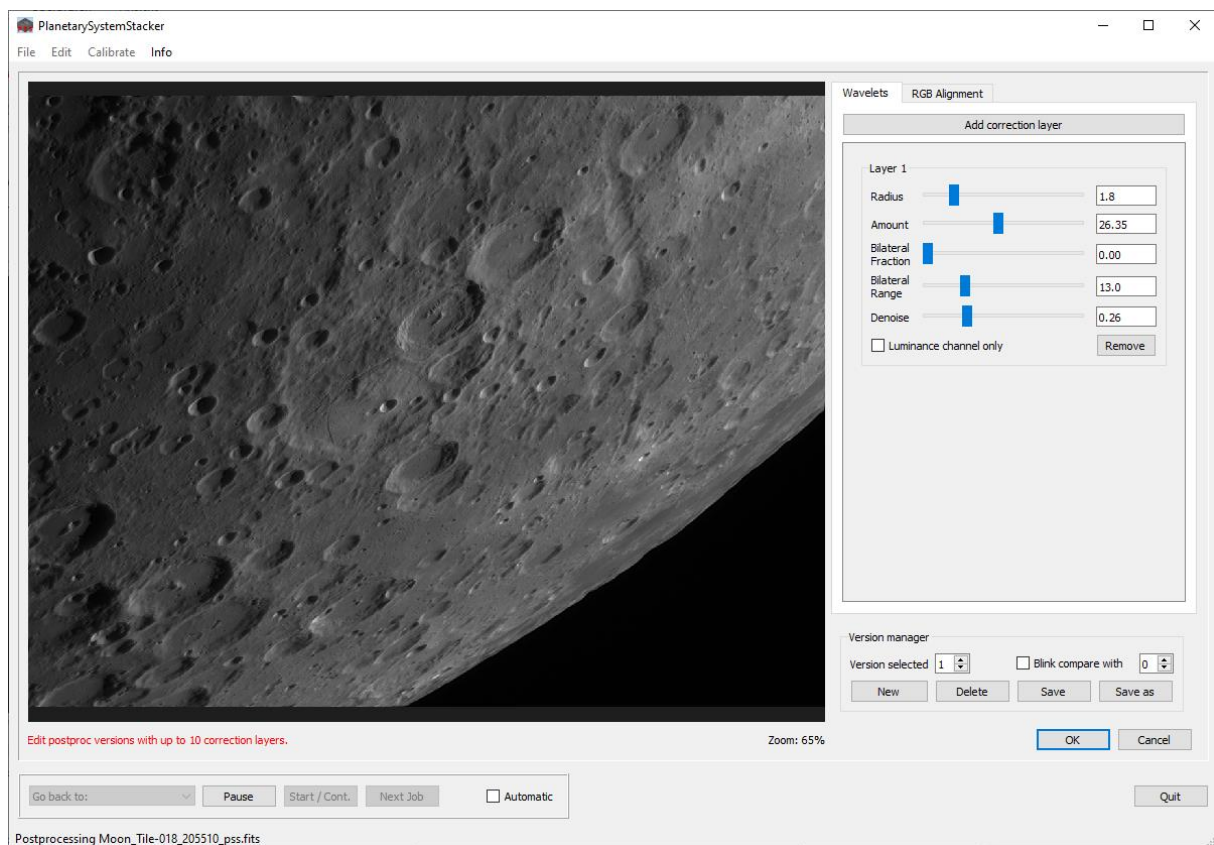 PlanetarySystemStacker
File Edit Calibrate Info
Wavelets RGB Alignment
Add correction layer
Layer 1
Radius 1.8
Amount 26.35
Bilateral
Fraction 0.00
Bilateral
Range 13.0
Denoise 0.26
Luminance channel only Remove
Version manager
Version selected 1 Blink compare with 0
New Delete Save Save as
Edit postproc versions with up to 10 correction layers. Zoom: 65% OK Cancel
Go back to: Pause Start / Cont. Next Job Automatic Quit
Postprocessing Moon_Tile-018_205510_pss.fits